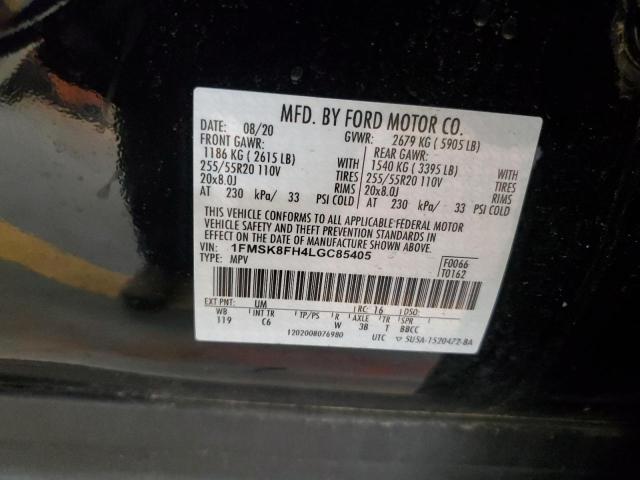 MFD. BY FORD MOTOR CO.
DATE: 08/20 GVWR: 2679 KG ( 5905 LB)
FRONT GAWR: REAR GAWR:
1186 KG ( 2615 LB) WITH 1540 KG ( 3395 LB) WITH
255/55R20 110V TIRES 255/55R20 110V TIRES
20x8.0J RIMS 20x8.0J RIMS
AT 230 kPa/ 33 PSI COLD AT 230 kPa/ 33 PSI COLD
THIS VEHICLE CONFORMS TO ALL APPLICABLE FEDERAL MOTOR
VEHICLE SAFETY AND THEFT PREVENTION STANDARDS IN
EFFECT ON THE DATE OF MANUFACTURE SHOWN ABOVE.
VIN: 1FMSK8FH4LGC85405 F0066
TYPE: MPV T0162
EXT PNT: UM RC: 16 DSO:
WB INT TR TP/PS R AXLE TR SPR
119 C6 W 3B T BBCC
1202008076980 UTC ▽ 5U5A-1520472-BA